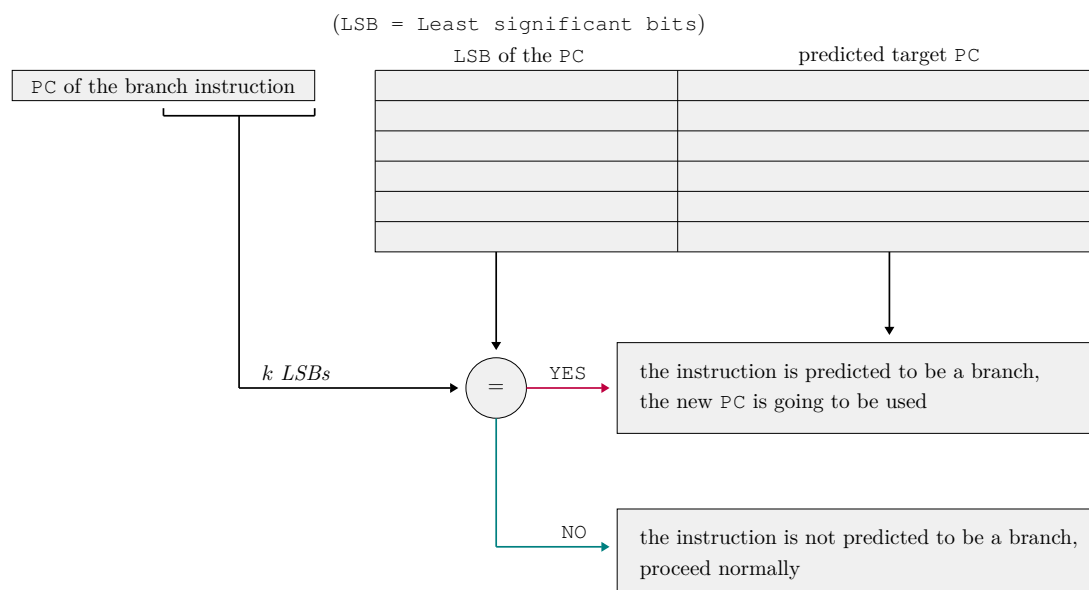 (LSB = Least significant bits)
LSB of the PC
predicted target PC
PC of the branch instruction
k LSBs
=
YES
the instruction is predicted to be a branch,
the new PC is going to be used
NO
the instruction is not predicted to be a branch,
proceed normally